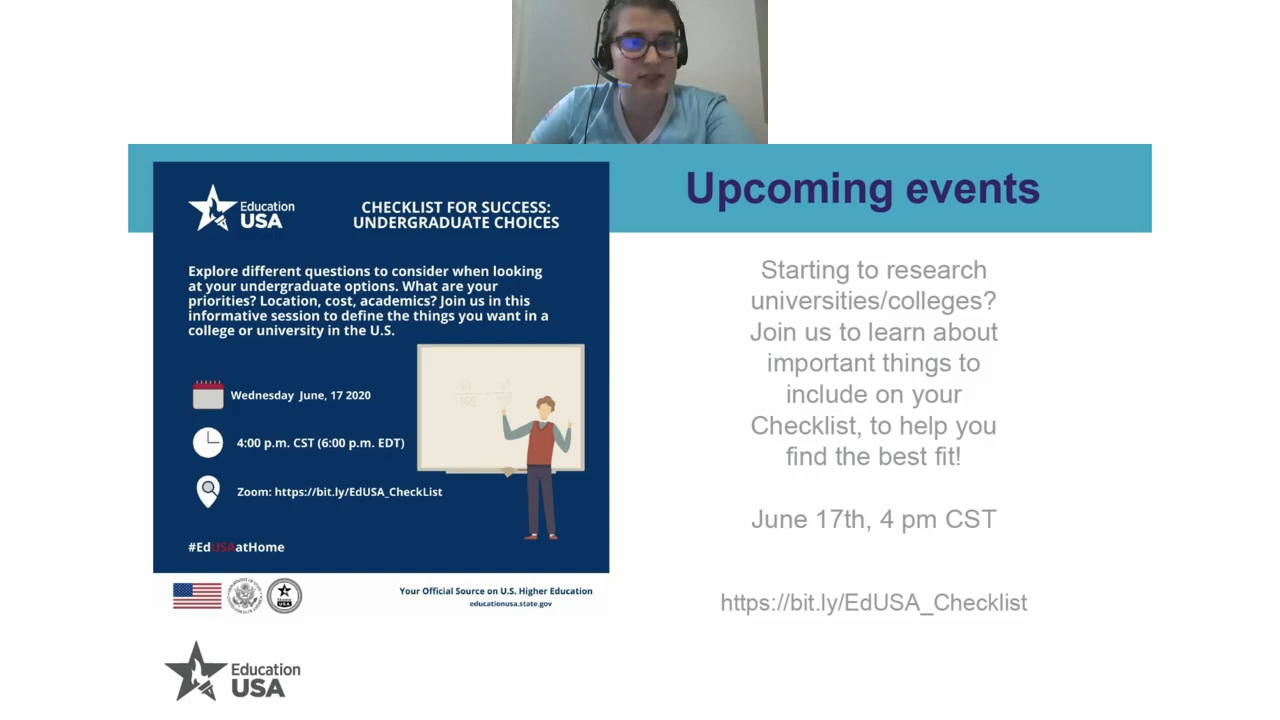 Upcoming events
Education
USA
CHECKLIST FOR SUCCESS:
UNDERGRADUATE CHOICES
Explore different questions to consider when looking
at your undergraduate options. What are your
priorities? Location, cost, academics? Join us in this
informative session to define the things you want in a
college or university in the U.S.
Wednesday June, 17 2020
4:00 p.m. CST (6:00 p.m. EDT)
Zoom: https://bit.ly/EdUSA_CheckList
#EdUSAatHome
Your Official Source on U.S. Higher Education
educationusa.state.gov
Starting to research
universities/colleges?
Join us to learn about
important things to
include on your
Checklist, to help you
find the best fit!
June 17th, 4 pm CST
https://bit.ly/EdUSA_Checklist
Education
USA